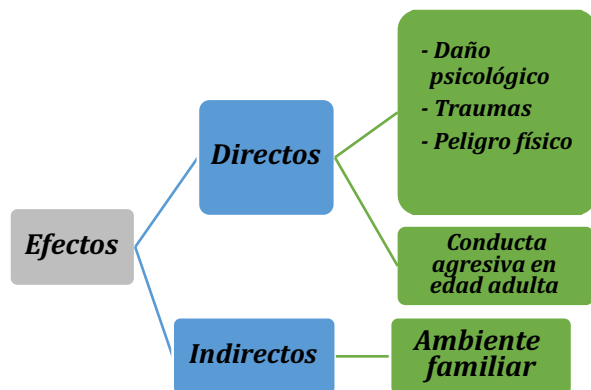 Efectos
Directos
- Daño
psicológico
- Traumas
- Peligro físico
Conducta
agresiva en
edad adulta
Indirectos
Ambiente
familiar